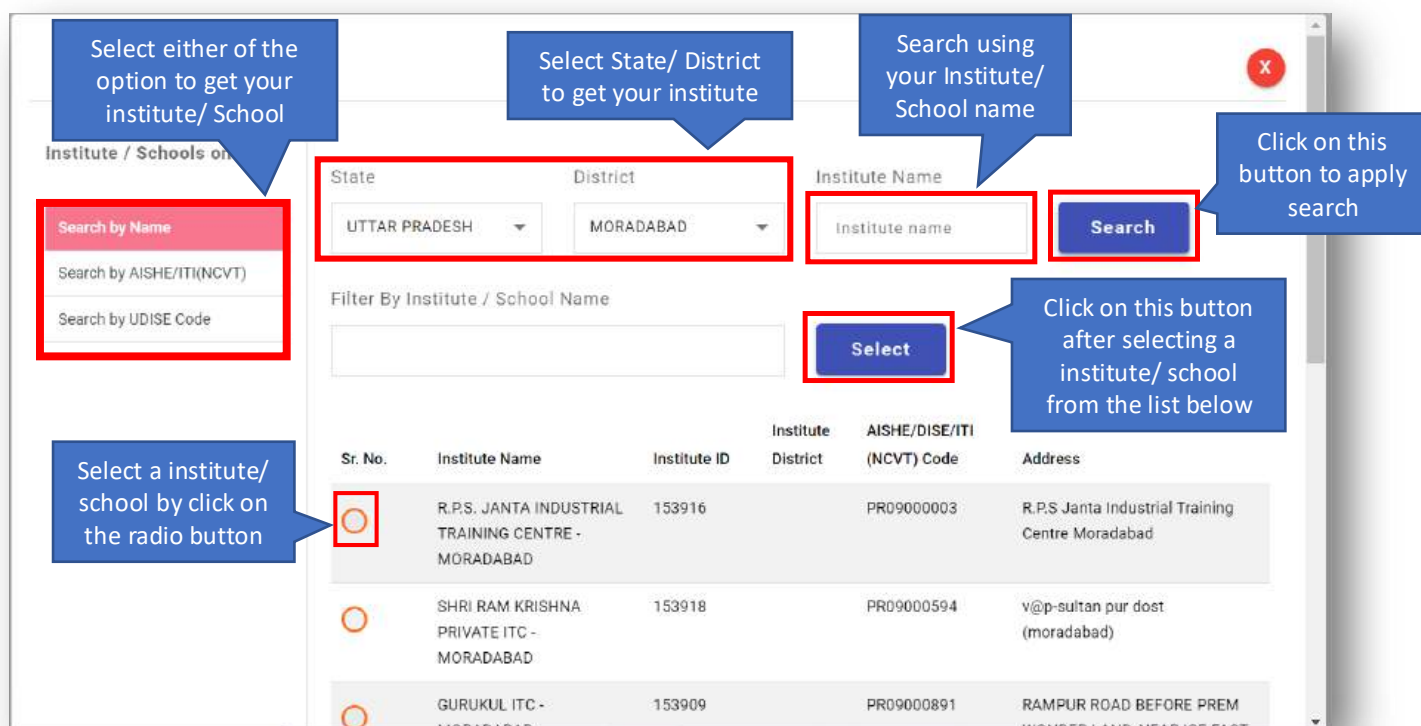 Select either of the
option to get your
institute/ School
Select State/ District
to get your institute
Search using
your Institute/
School name
X
Click on this
button to apply
search
Institute / Schools on
State
District
Institute Name
Search by Name
Search by AISHE/ITI(NCVT)
Search by UDISE Code
UTTAR PRADESH
MORADABAD
Institute name
Search
Filter By Institute / School Name
Select
Click on this button
after selecting a
institute/ school
from the list below
Select a institute/
school by click on
the radio button
Sr. No.
Institute Name
Institute ID
Institute
District
AISHE/DISE/ITI
(NCVT) Code
Address
R.P.S. JANTA INDUSTRIAL
TRAINING CENTRE -
MORADABAD
153916
PR09000003
R.P.S Janta Industrial Training
Centre Moradabad
SHRI RAM KRISHNA
PRIVATE ITC -
MORADABAD
153918
PR09000594
v@p-sultan pur dost
(moradabad)
GURUKUL ITC -
153909
PR09000891
RAMPUR ROAD BEFORE PREM